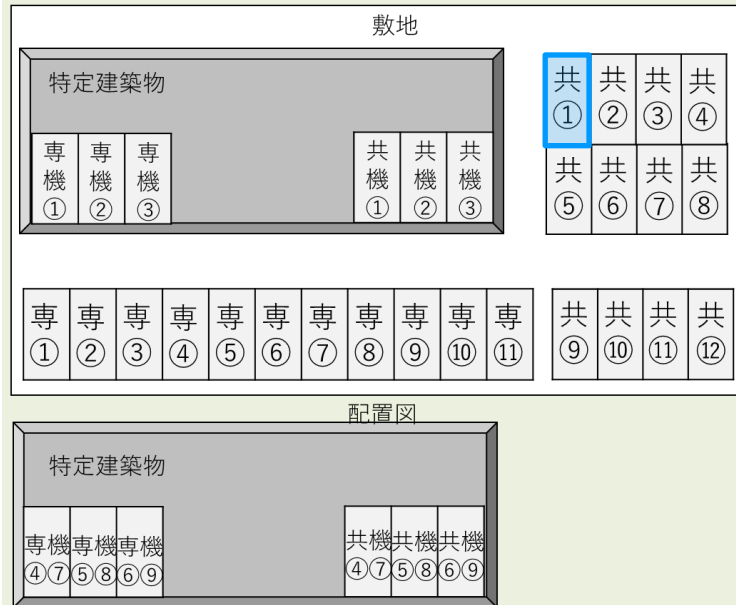 敷地
特定建築物
共① 共② 共③ 共④
専機① 専機② 専機③ 共機① 共機② 共機③
共⑤ 共⑥ 共⑦ 共⑧
専① 専② 専③ 専④ 専⑤ 専⑥ 専⑦ 専⑧ 専⑨ 専⑩ 専⑪ 共⑨ 共⑩ 共⑪ 共⑫
配置図
特定建築物
専機④⑦ 専機⑤⑧ 専機⑥⑨ 共機④⑦ 共機⑤⑧ 共機⑥⑨